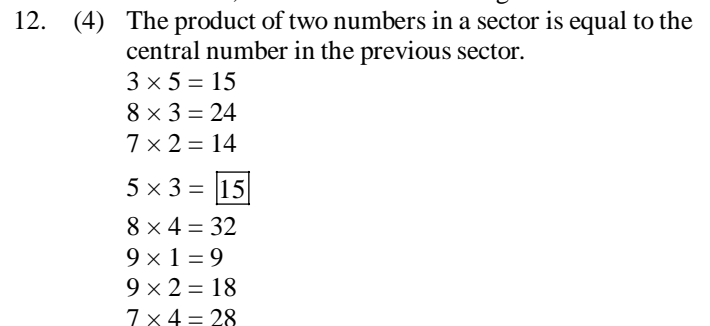 12. (4) The product of two numbers in a sector is equal to the
central number in the previous sector.
3 × 5 = 15
8 × 3 = 24
7 × 2 = 14
5 × 3 = 15
8 × 4 = 32
9 × 1 = 9
9 × 2 = 18
7 × 4 = 28